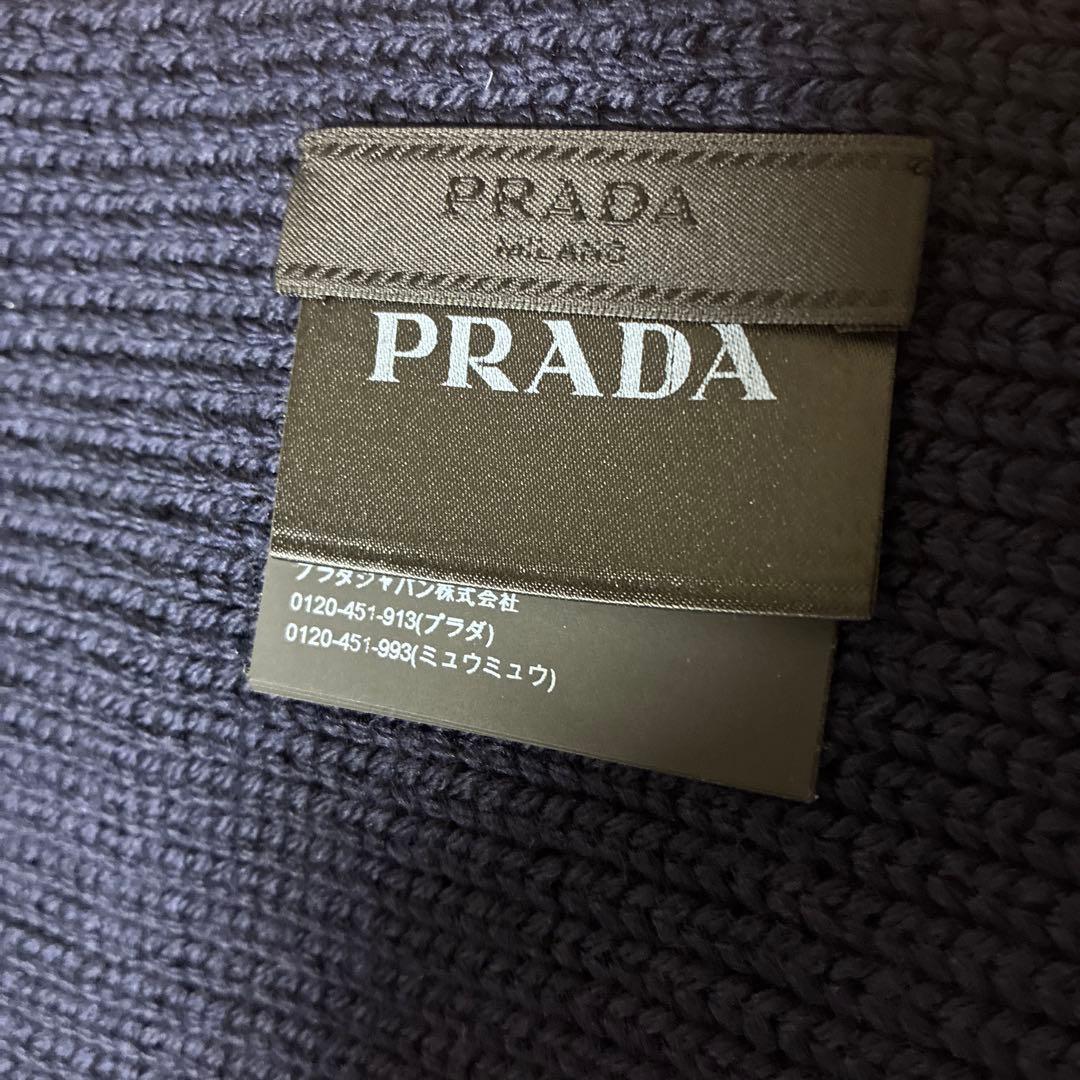 PRADA
MILANO
PRADA
プラダジャパン株式会社
0120-451-913(プラダ)
0120-451-993(ミュウミュウ)